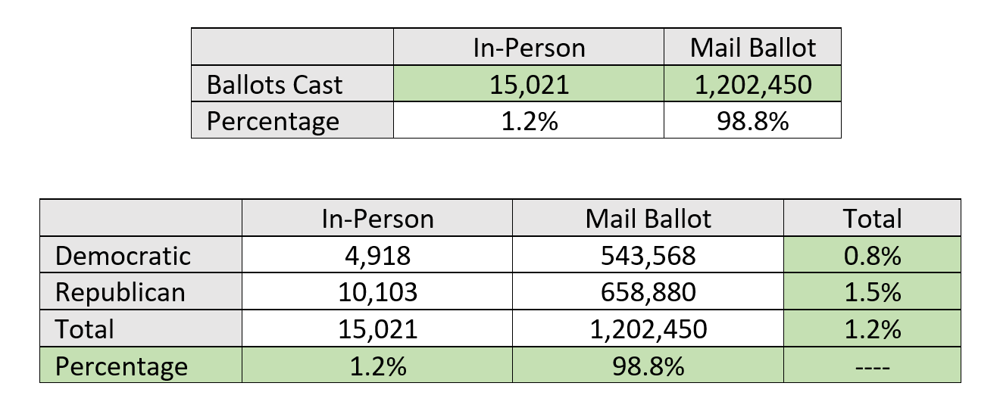 In-Person Mail Ballot
Ballots Cast 15,021 1,202,450
Percentage 1.2% 98.8%
In-Person Mail Ballot Total
Democratic 4,918 543,568 0.8%
Republican 10,103 658,880 1.5%
Total 15,021 1,202,450 1.2%
Percentage 1.2% 98.8% ----